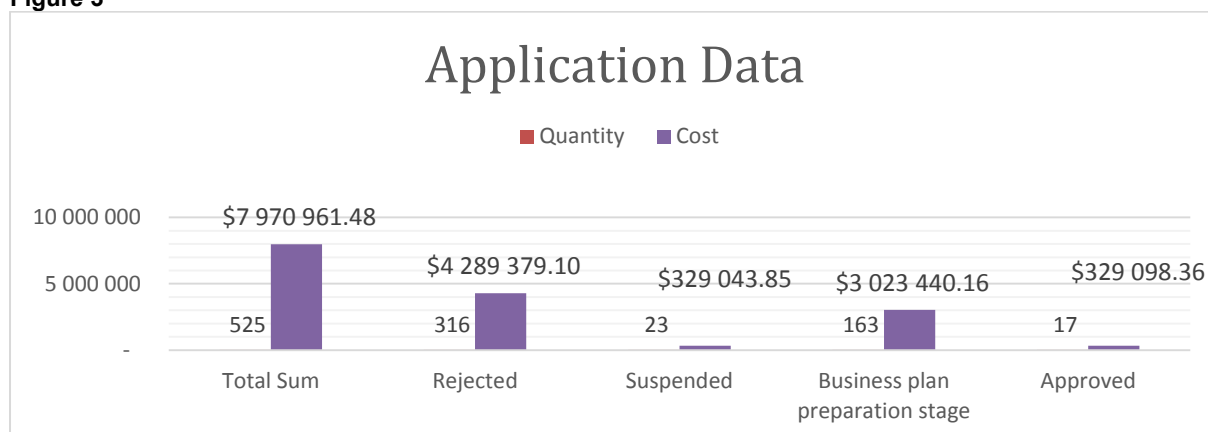 Figure 3
Application Data
Quantity Cost
10 000 000
5 000 000
-
$7 970 961.48
$4 289 379.10
$329 043.85
$3 023 440.16
$329 098.36
525
316
23
163
17
Total Sum
Rejected
Suspended
Business plan
preparation stage
Approved